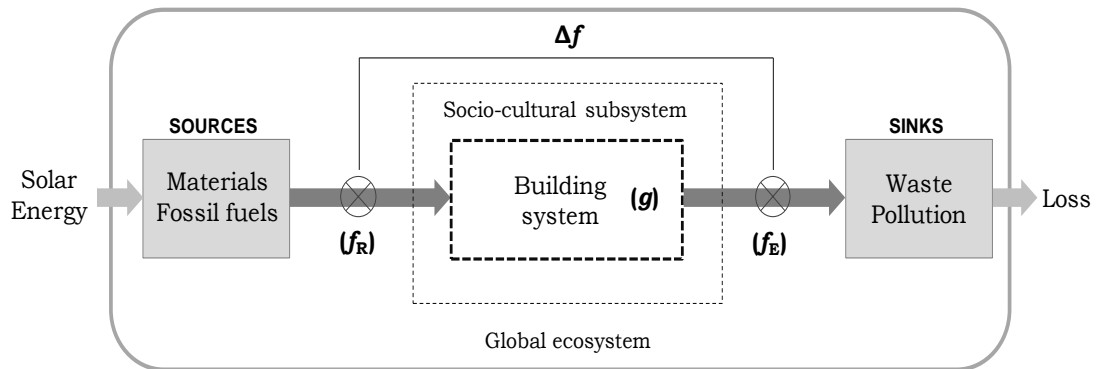 Δf
Socio-cultural subsystem
SOURCES
SINKS
Solar
Energy
Materials
Fossil fuels
Building
system
(g)
Waste
Pollution
Loss
(fR)
(fE)
Global ecosystem